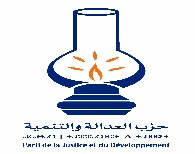 حزب العدالة والتنمية
Parti de la Justice et du Développement